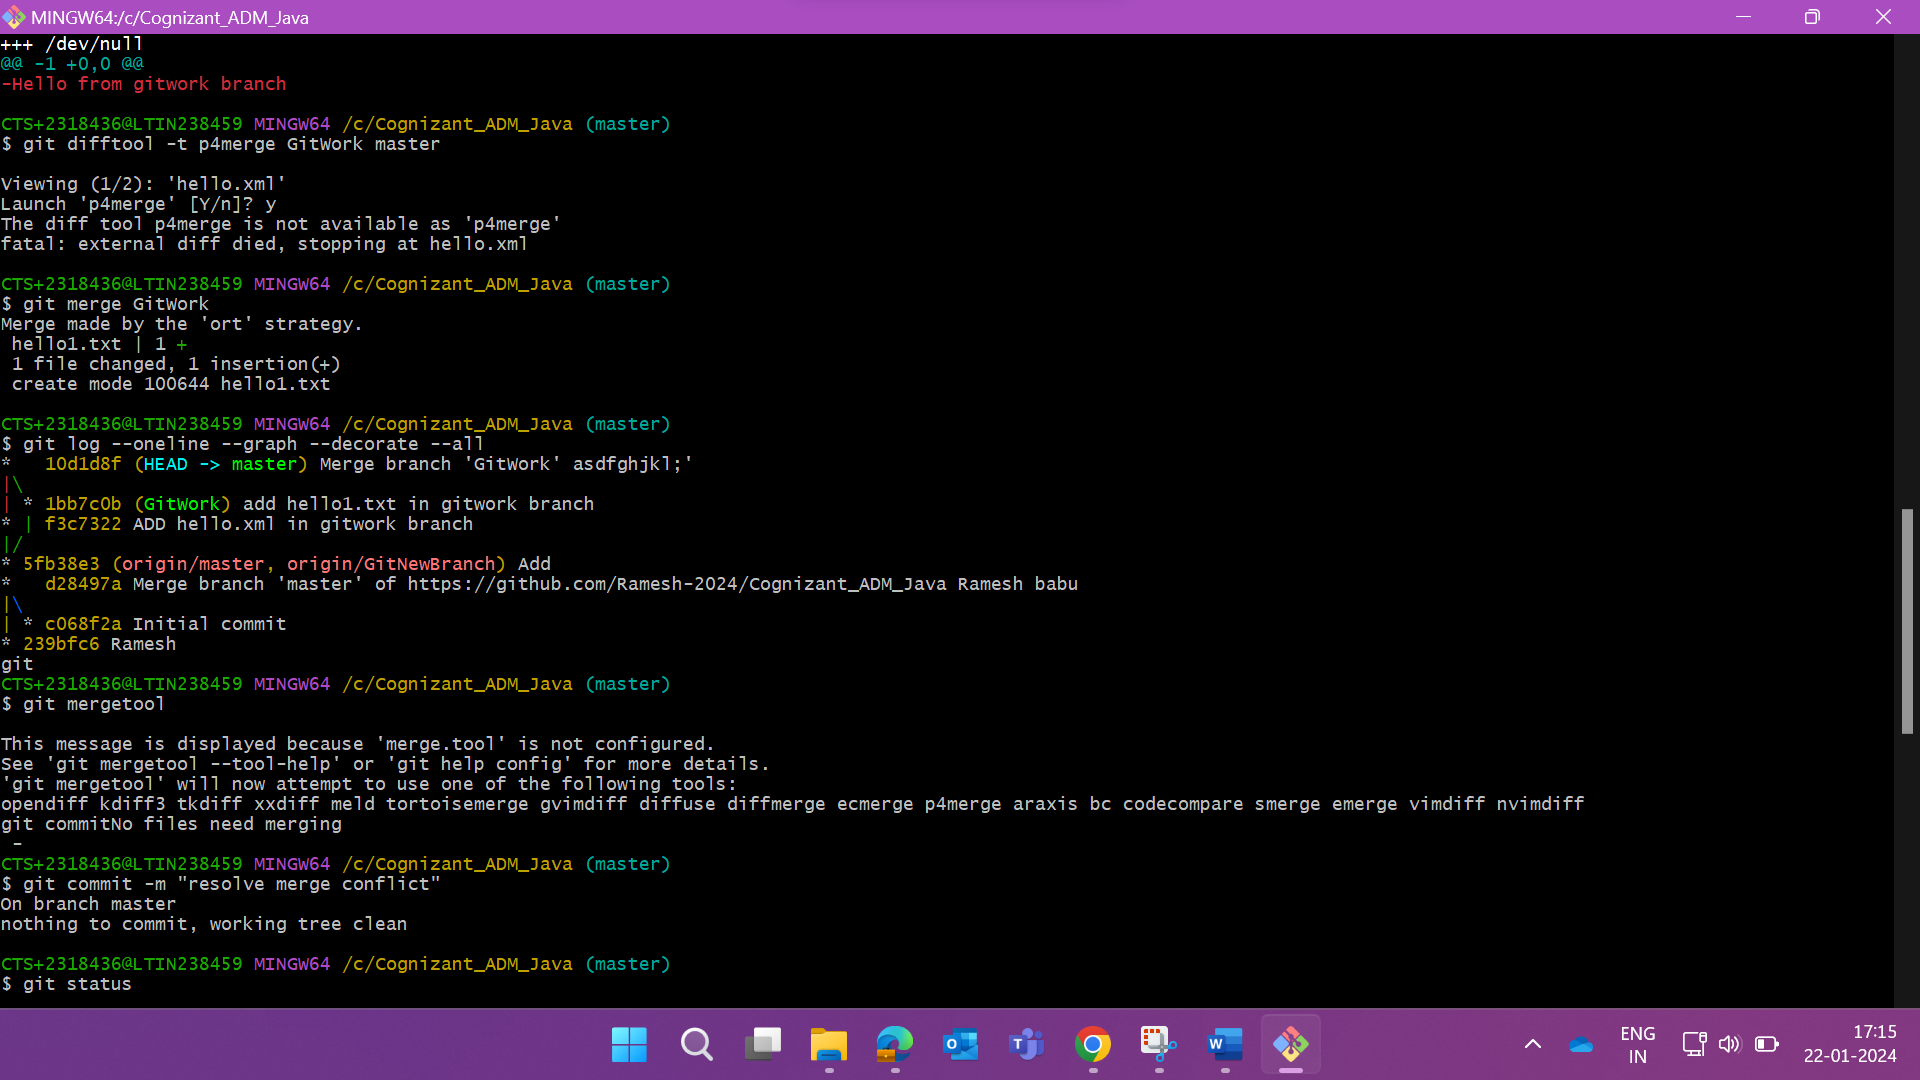 MINGW64:/c/Cognizant_ADM_Java
+++ /dev/null
@@ -1 +0,0 @@
-Hello from gitwork branch
CTS+2318436@LTIN238459 MINGW64 /c/Cognizant_ADM_Java (master)
$ git difftool -t p4merge GitWork master
Viewing (1/2): 'hello.xml'
Launch 'p4merge' [Y/n]? y
The diff tool p4merge is not available as 'p4merge'
fatal: external diff died, stopping at hello.xml
CTS+2318436@LTIN238459 MINGW64 /c/Cognizant_ADM_Java (master)
$ git merge GitWork
Merge made by the 'ort' strategy.
 hello1.txt | 1 +
 1 file changed, 1 insertion(+)
 create mode 100644 hello1.txt
CTS+2318436@LTIN238459 MINGW64 /c/Cognizant_ADM_Java (master)
$ git log --oneline --graph --decorate --all
*   10d1d8f (HEAD -> master) Merge branch 'GitWork' asdfghjkl;'
|\
| * 1bb7c0b (GitWork) add hello1.txt in gitwork branch
* | f3c7322 ADD hello.xml in gitwork branch
|/
* 5fb38e3 (origin/master, origin/GitNewBranch) Add
*   d28497a Merge branch 'master' of https://github.com/Ramesh-2024/Cognizant_ADM_Java Ramesh babu
|\
| * c068f2a Initial commit
* 239bfc6 Ramesh
git
CTS+2318436@LTIN238459 MINGW64 /c/Cognizant_ADM_Java (master)
$ git mergetool
This message is displayed because 'merge.tool' is not configured.
See 'git mergetool --tool-help' or 'git help config' for more details.
'git mergetool' will now attempt to use one of the following tools:
opendiff kdiff3 tkdiff xxdiff meld tortoisemerge gvimdiff diffuse diffmerge ecmerge p4merge araxis bc codecompare smerge emerge vimdiff nvimdiff
git commitNo files need merging
 -
CTS+2318436@LTIN238459 MINGW64 /c/Cognizant_ADM_Java (master)
$ git commit -m "resolve merge conflict"
On branch master
nothing to commit, working tree clean
CTS+2318436@LTIN238459 MINGW64 /c/Cognizant_ADM_Java (master)
$ git status
ENG
IN
17:15
22-01-2024